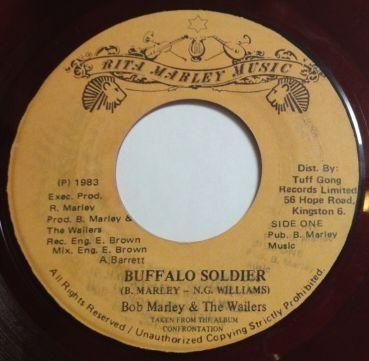 RITA MARLEY MUSIC
(P) 1983
Exec. Prod.
R. Marley
Prod. B. Marley &
The Wailers
Rec. Eng. E. Brown
Mix. Eng. E. Brown
A. Barrett
Dist. By:
Tuff Gong
Records Limited
56 Hope Road,
Kingston 6.
SIDE ONE
Pub. B. Marley
Music
BUFFALO SOLDIER
(B. MARLEY – N.G. WILLIAMS)
Bob Marley & The Wailers
TAKEN FROM THE ALBUM
CONFRONTATION
All Rights Reserved / Unauthorized Copying Strictly Prohibited.